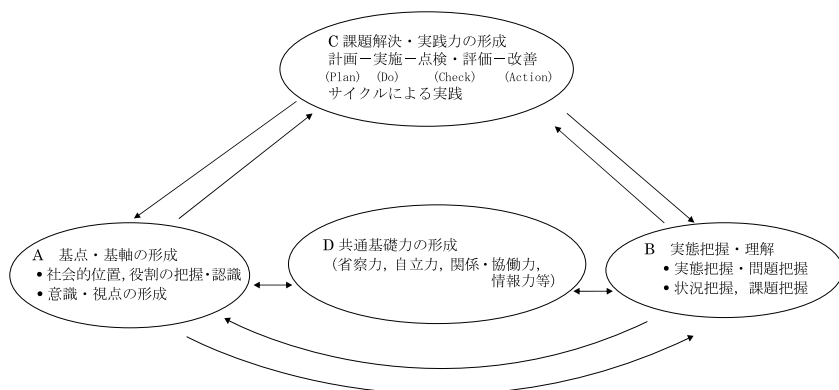 C 課題解決・実践力の形成
計画－実施－点検・評価－改善
(Plan) (Do) (Check) (Action)
サイクルによる実践
A 基点・基軸の形成
• 社会的位置, 役割の把握・認識
• 意識・視点の形成
D 共通基礎力の形成
(省察力, 自立力, 関係・協働力,
情報力等)
B 実態把握・理解
• 実態把握・問題把握
• 状況把握, 課題把握